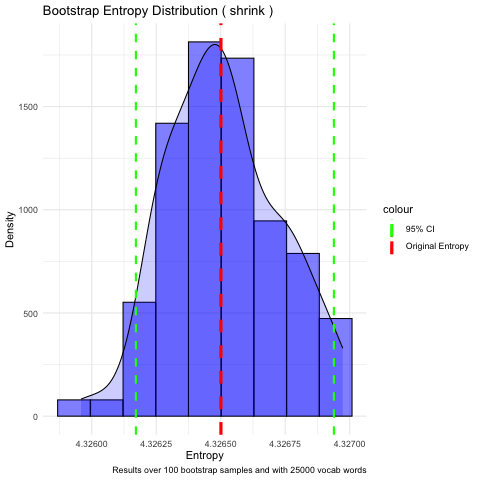 Bootstrap Entropy Distribution ( shrink )
Density
1500
1000
500
0
4.32600
4.32625
4.32650
4.32675
4.32700
Entropy
colour
95% CI
Original Entropy
Results over 100 bootstrap samples and with 25000 vocab words